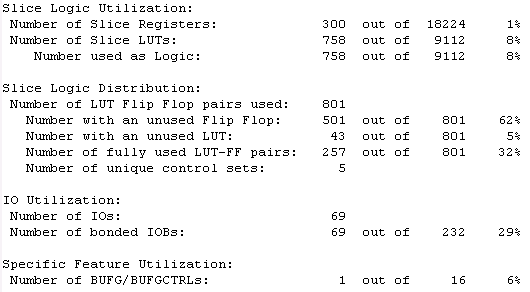 Slice Logic Utilization:
Number of Slice Registers: 300 out of 18224 1%
Number of Slice LUTs: 758 out of 9112 8%
Number used as Logic: 758 out of 9112 8%
Slice Logic Distribution:
Number of LUT Flip Flop pairs used: 801
Number with an unused Flip Flop: 501 out of 801 62%
Number with an unused LUT: 43 out of 801 5%
Number of fully used LUT-FF pairs: 257 out of 801 32%
Number of unique control sets: 5
IO Utilization:
Number of IOs: 69
Number of bonded IOBs: 69 out of 232 29%
Specific Feature Utilization:
Number of BUFG/BUFGCTRLs: 1 out of 16 6%